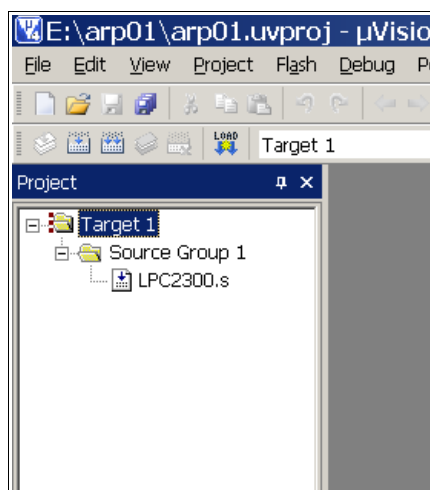 E:\arp01\arp01.uvproj - µVisio
File Edit View Project Flash Debug P
LOAD
Target 1
Project
Target 1
Source Group 1
LPC2300.s